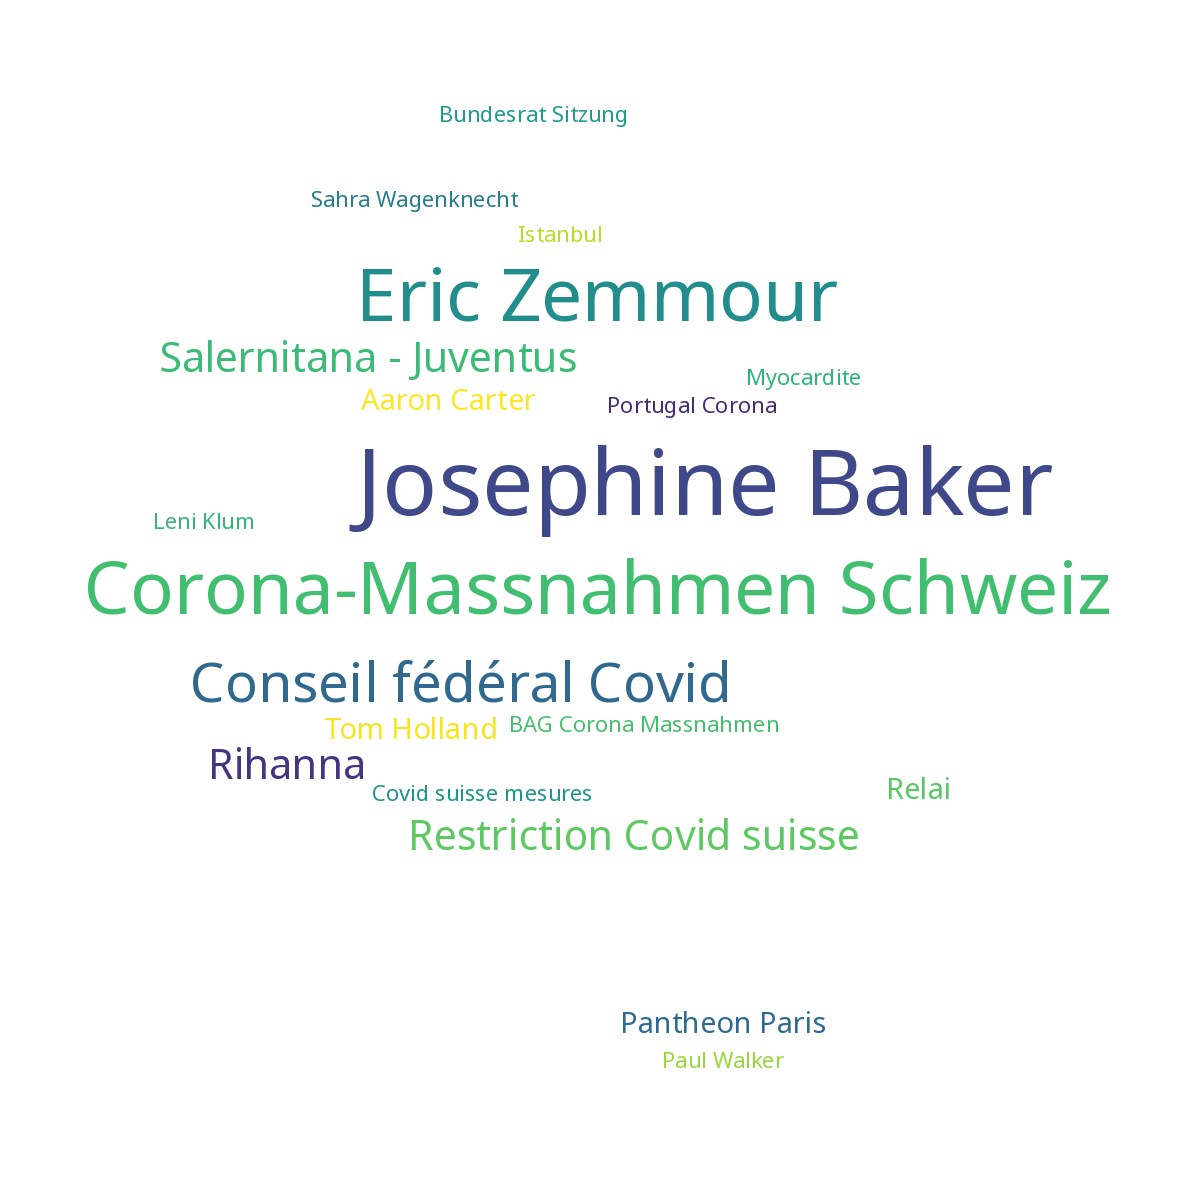 Bundesrat Sitzung
Sahra Wagenknecht
Istanbul
Eric Zemmour
Salernitana - Juventus
Myocardite
Aaron Carter
Portugal Corona
Josephine Baker
Leni Klum
Corona-Massnahmen Schweiz
Conseil fédéral Covid
Tom Holland
BAG Corona Massnahmen
Rihanna
Covid suisse mesures
Relai
Restriction Covid suisse
Pantheon Paris
Paul Walker